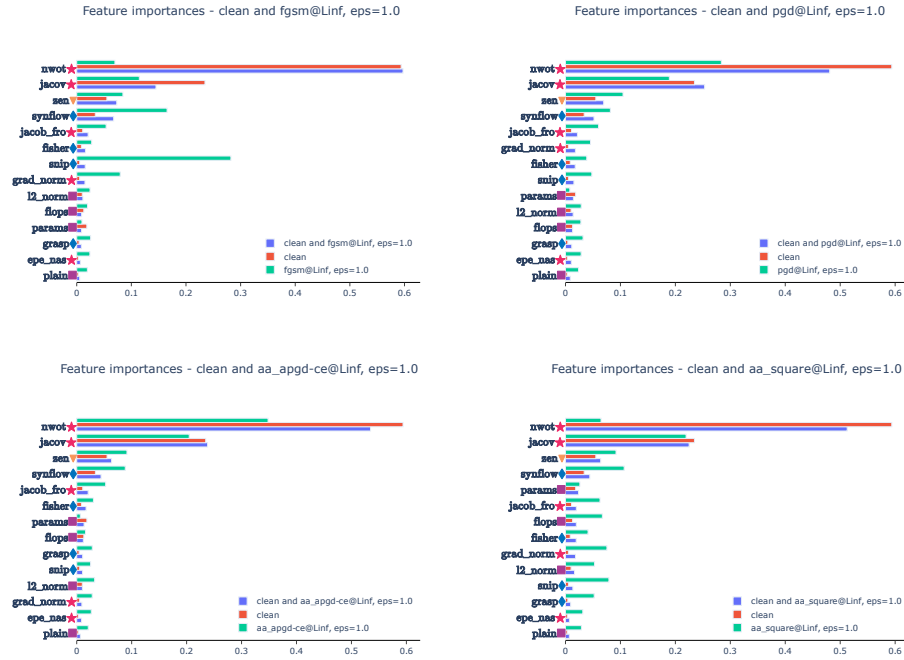 Feature importances - clean and fgsm@Linf, eps=1.0
nwot
jacov
zen
synflow
jacob_fro
fisher
snip
grad_norm
l2_norm
flops
params
grasp
epe_nas
plain
clean and fgsm@Linf, eps=1.0
clean
fgsm@Linf, eps=1.0
0 0.1 0.2 0.3 0.4 0.5 0.6
Feature importances - clean and pgd@Linf, eps=1.0
nwot
jacov
zen
synflow
jacob_fro
grad_norm
fisher
snip
params
l2_norm
flops
grasp
epe_nas
plain
clean and pgd@Linf, eps=1.0
clean
pgd@Linf, eps=1.0
0 0.1 0.2 0.3 0.4 0.5 0.6
Feature importances - clean and aa_apgd-ce@Linf, eps=1.0
nwot
jacov
zen
synflow
jacob_fro
fisher
params
flops
grasp
snip
l2_norm
grad_norm
epe_nas
plain
clean and aa_apgd-ce@Linf, eps=1.0
clean
aa_apgd-ce@Linf, eps=1.0
0 0.1 0.2 0.3 0.4 0.5 0.6
Feature importances - clean and aa_square@Linf, eps=1.0
nwot
jacov
zen
synflow
params
jacob_fro
flops
fisher
grad_norm
l2_norm
snip
grasp
epe_nas
plain
clean and aa_square@Linf, eps=1.0
clean
aa_square@Linf, eps=1.0
0 0.1 0.2 0.3 0.4 0.5 0.6